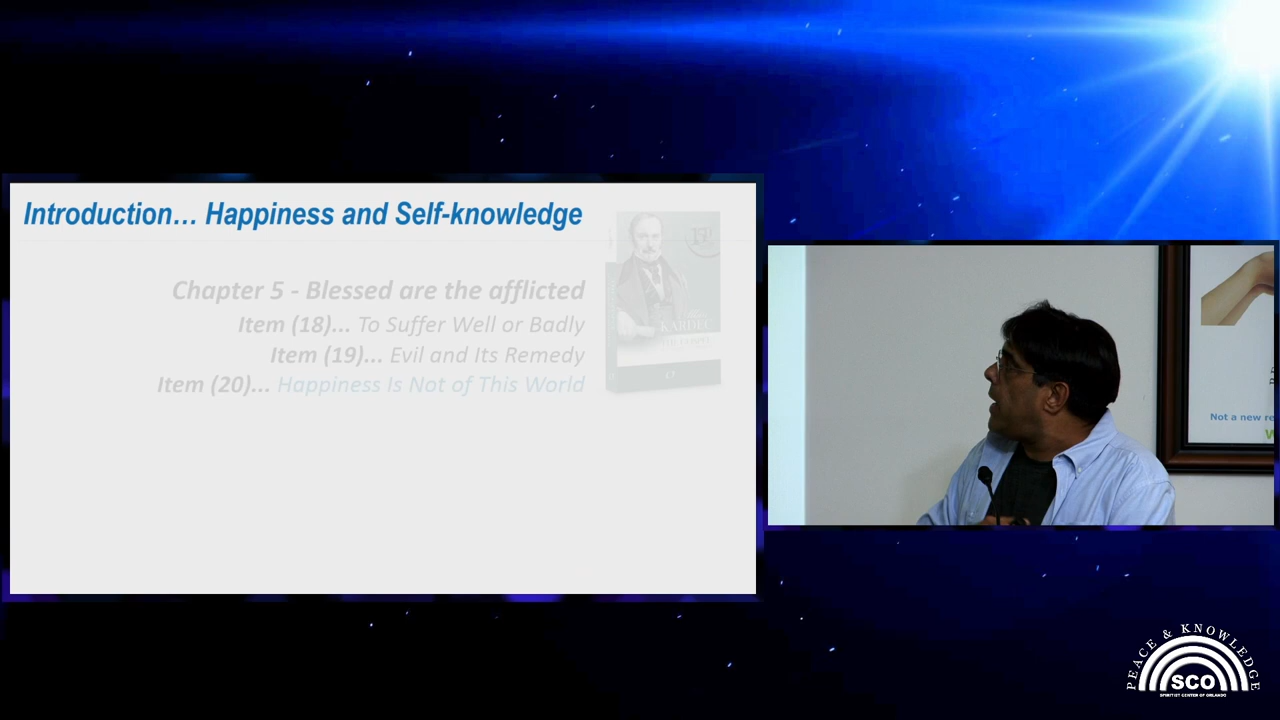 Introduction... Happiness and Self-knowledge
Chapter 5 - Blessed are the afflicted
Item (18)... To Suffer Well or Badly
Item (19)... Evil and Its Remedy
Item (20)... Happiness Is Not of This World
KARDEC
Not a new re
W
PEACE & KNOWLEDGE
SCO
SPIRITIST CENTER OF ORLANDO